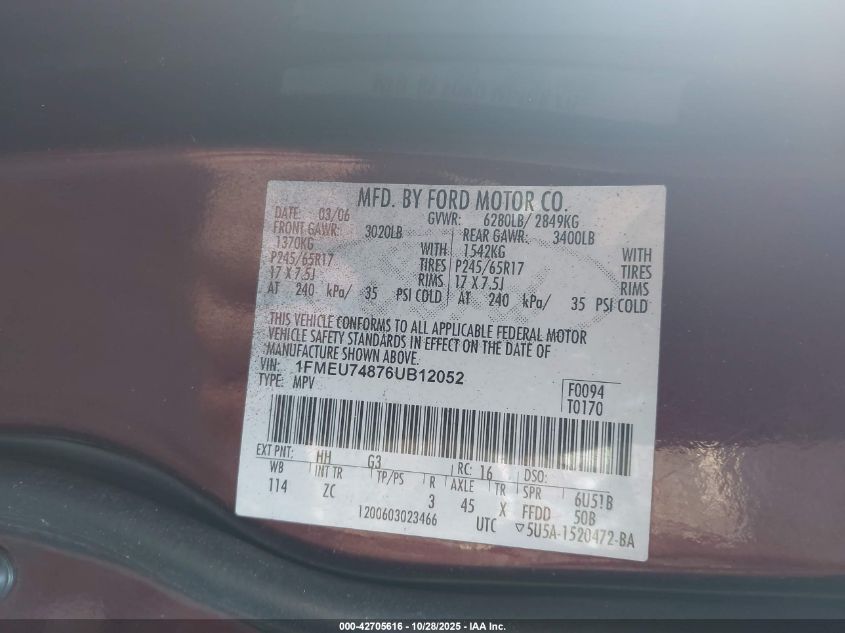 MFD. BY FORD MOTOR CO.
DATE: 03/06 GVWR: 6280LB/ 2849KG
FRONT GAWR: 3020LB REAR GAWR: 3400LB
1370KG WITH 1542KG WITH
P245/65R17 TIRES P245/65R17 TIRES
17 X 7.5J RIMS 17 X 7.5J RIMS
AT 240 kPa/ 35 PSI COLD AT 240 kPa/ 35 PSI COLD
THIS VEHICLE CONFORMS TO ALL APPLICABLE FEDERAL MOTOR
VEHICLE SAFETY STANDARDS IN EFFECT ON THE DATE OF
MANUFACTURE SHOWN ABOVE.
VIN: 1FMEU74876UB12052
TYPE: MPV
F0094
T0170
EXT PNT: HH G3 RC: 16 DSO:
WB INT TR TP/PS R AXLE TR SPR 6U51B
114 ZC 3 45 X FFDD 50B
1200603023466 UTC ▽5U5A-1520472-BA
000-42705616 - 10/28/2025 - IAA Inc.